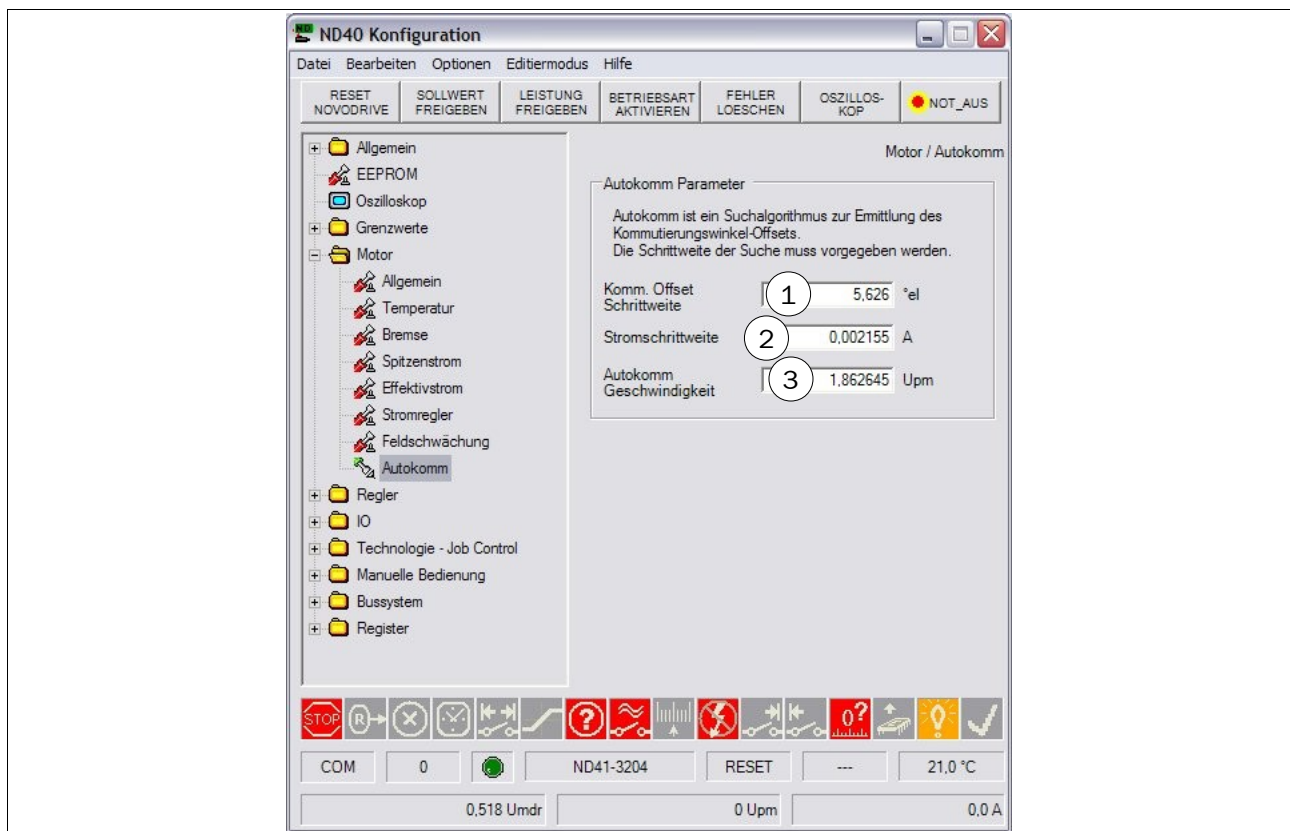 ND40 Konfiguration
Datei Bearbeiten Optionen Editiermodus Hilfe
RESET NOVODRIVE
SOLLWERT FREIGEBEN
LEISTUNG FREIGEBEN
BETRIEBSART AKTIVIEREN
FEHLER LOESCHEN
OSZILLOS-KOP
NOT_AUS
Allgemein
EEPROM
Oszilloskop
Grenzwerte
Motor
Allgemein
Temperatur
Bremse
Spitzenstrom
Effektivstrom
Stromregler
Feldschwächung
Autokomm
Regler
IO
Technologie - Job Control
Manuelle Bedienung
Bussystem
Register
Motor / Autokomm
Autokomm Parameter
Autokomm ist ein Suchalgorithmus zur Ermittlung des
Kommutierungswinkel-Offsets.
Die Schrittweite der Suche muss vorgegeben werden.
Komm. Offset
Schrittweite
1 5,626 °el
Stromschrittweite 2 0,002155 A
Autokomm
Geschwindigkeit
3 1,862645 Upm
STOP R ? 0?
COM 0 ND41-3204 RESET --- 21,0 °C
0,518 Umdr 0 Upm 0,0 A